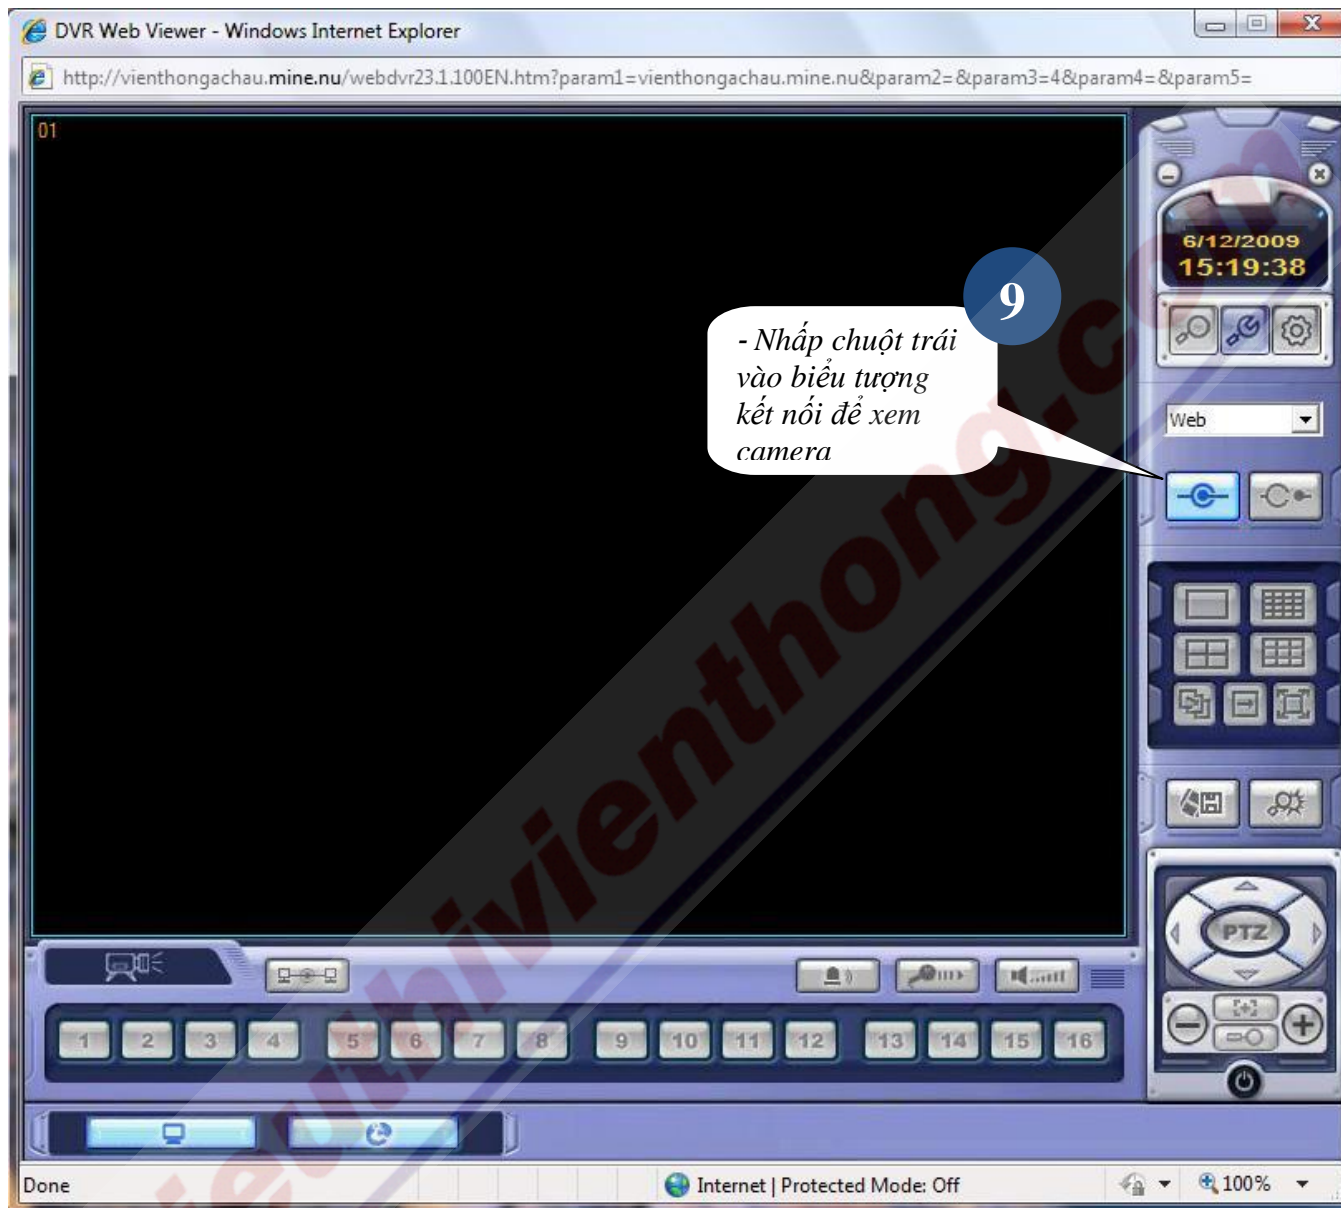 DVR Web Viewer - Windows Internet Explorer
http://vienthongachau.mine.nu/webdvr23.1.100EN.htm?param1=vienthongachau.mine.nu&param2=&param3=4&param4=&param5=
01
6/12/2009
15:19:38
9
- Nhấp chuột trái
vào biểu tượng
kết nối để xem
camera
Web
PTZ
1 2 3 4 5 6 7 8 9 10 11 12 13 14 15 16
Done
Internet | Protected Mode: Off
100%
ieuthivienthong.com